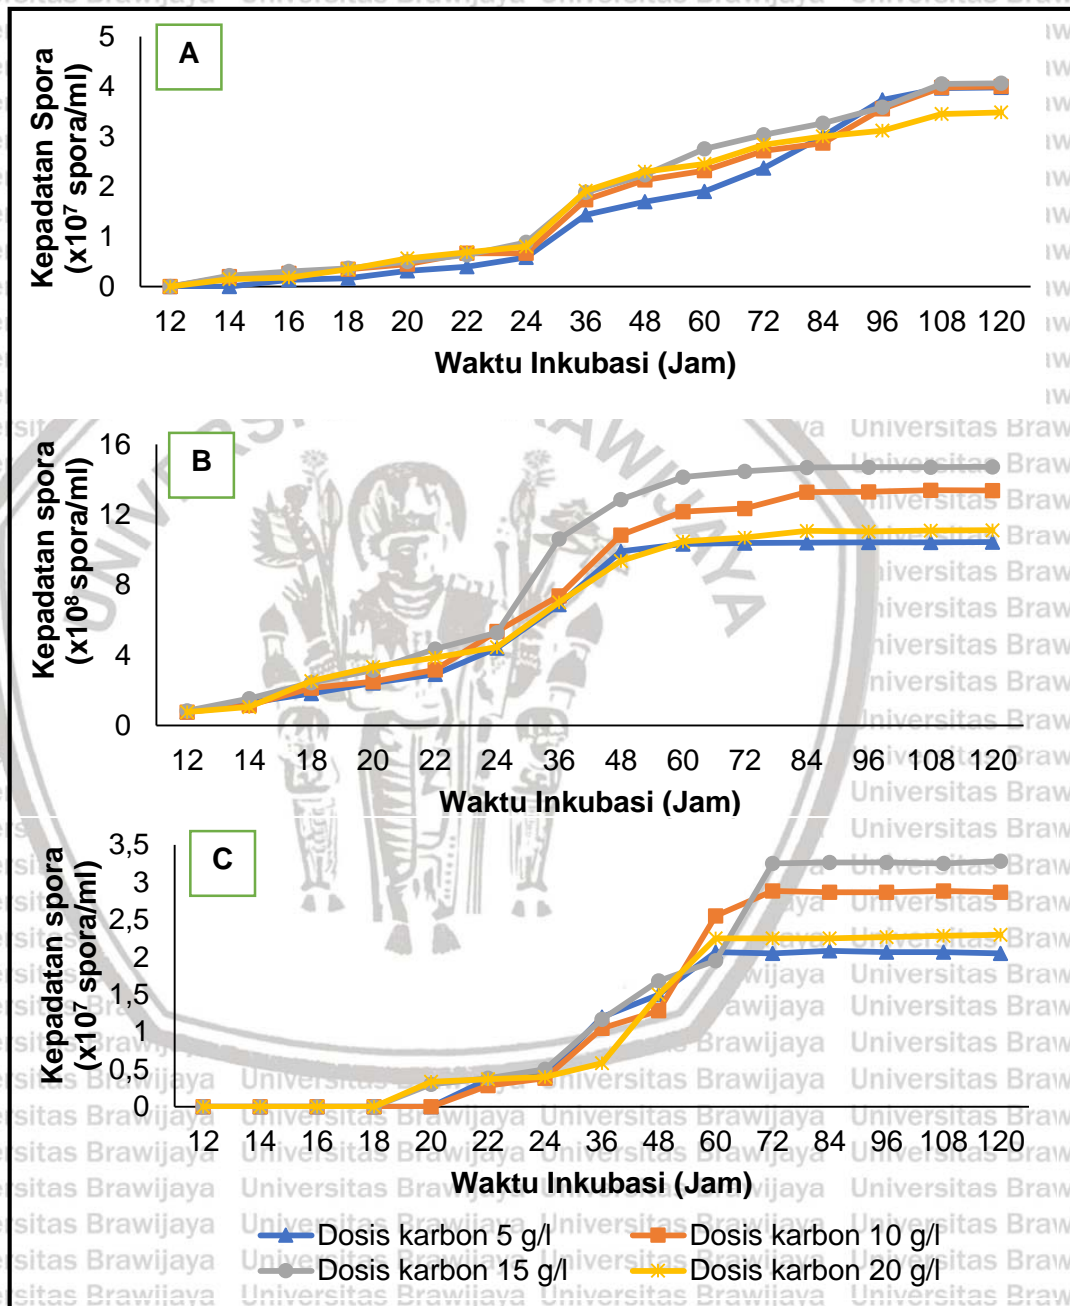 A
Kepadatan Spora
(x10⁷ spora/ml)
5
4
3
2
1
0
12 14 16 18 20 22 24 36 48 60 72 84 96 108 120
Waktu Inkubasi (Jam)
B
Kepadatan spora
(x10⁸ spora/ml)
16
12
8
4
0
12 14 18 20 22 24 36 48 60 72 84 96 108 120
Waktu Inkubasi (Jam)
C
Kepadatan spora
(x10⁷ spora/ml)
3,5
3
2,5
2
1,5
1
0,5
0
12 14 16 18 20 22 24 36 48 60 72 84 96 108 120
Waktu Inkubasi (Jam)
Dosis karbon 5 g/l Dosis karbon 10 g/l
Dosis karbon 15 g/l Dosis karbon 20 g/l